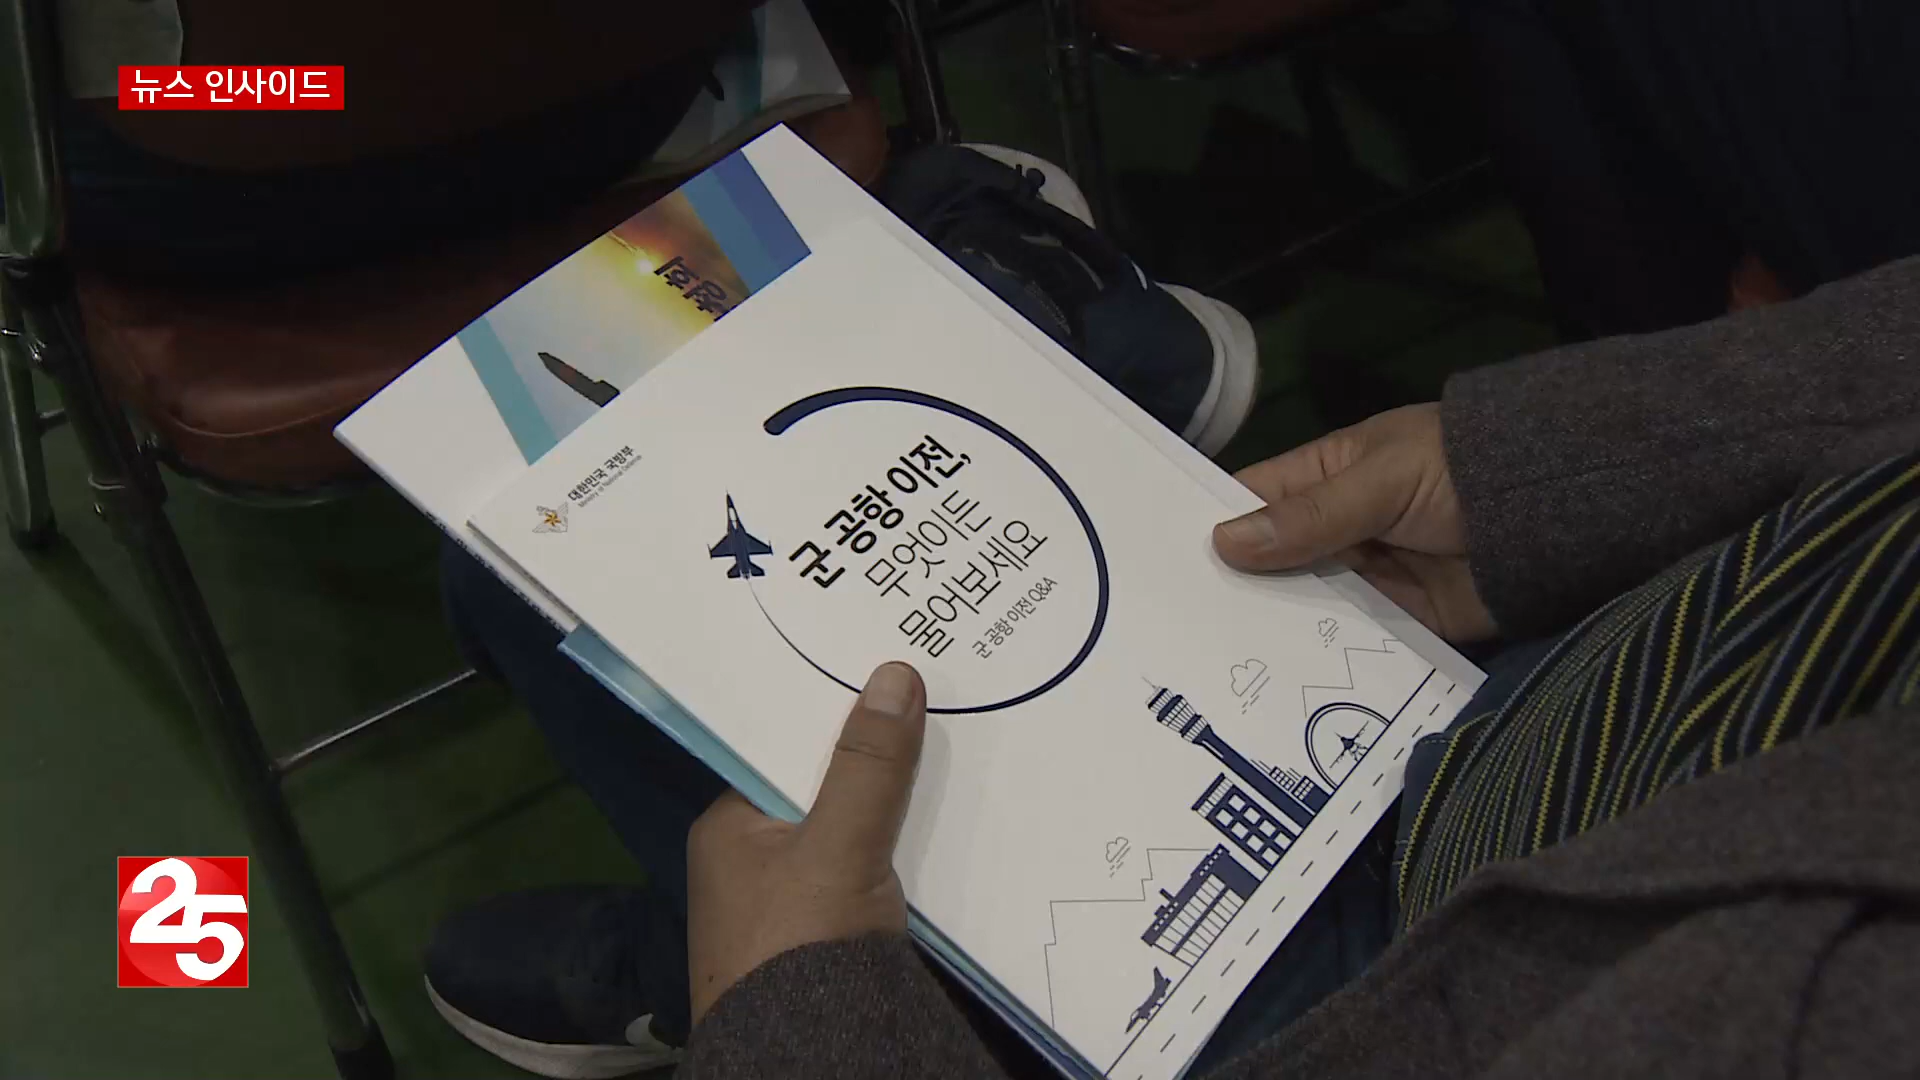 뉴스 인사이드
대한민국 국방부
Ministry of National Defense
군 공항 이전,
무엇이든
물어보세요
군 공항 이전 Q&A
25